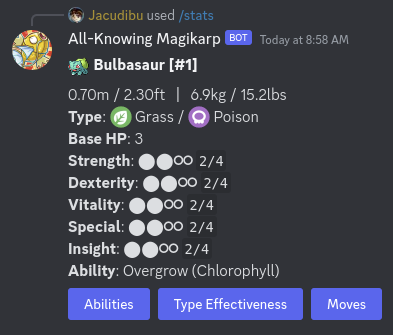 Jacudibu used /stats
All-Knowing Magikarp BOT Today at 8:58 AM
Bulbasaur [#1]
0.70m / 2.30ft | 6.9kg / 15.2lbs
Type: Grass / Poison
Base HP: 3
Strength: ⬤⬤⭘⭘ 2/4
Dexterity: ⬤⬤⭘⭘ 2/4
Vitality: ⬤⬤⭘⭘ 2/4
Special: ⬤⬤⭘⭘ 2/4
Insight: ⬤⬤⭘⭘ 2/4
Ability: Overgrow (Chlorophyll)
Abilities Type Effectiveness Moves